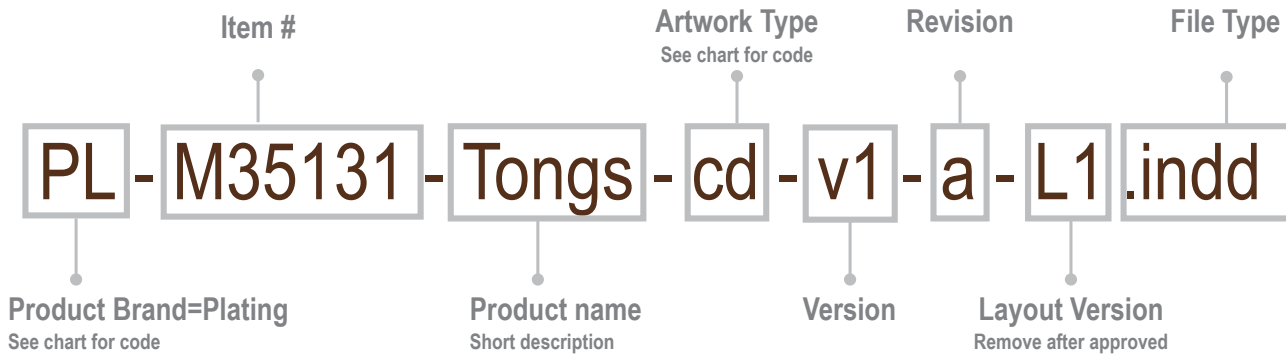 Item #
Artwork Type
See chart for code
Revision
File Type
PL - M35131 - Tongs - cd - v1 - a - L1 .indd
Product Brand=Plating
See chart for code
Product name
Short description
Version
Layout Version
Remove after approved